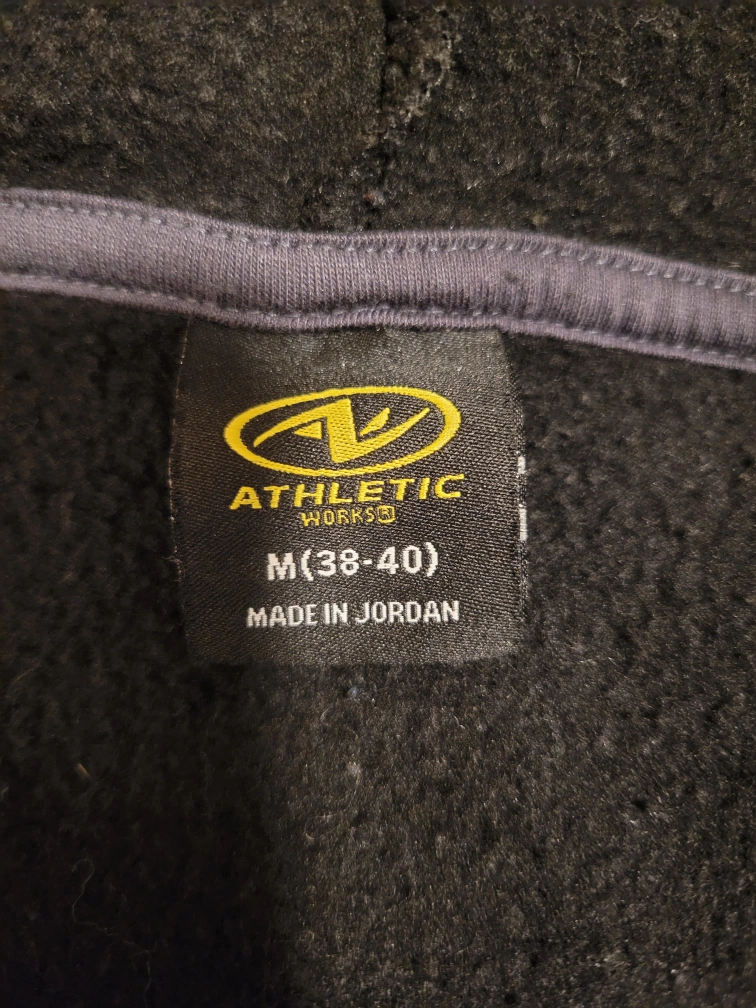 ATHLETIC
WORKS®
M(38-40)
MADE IN JORDAN